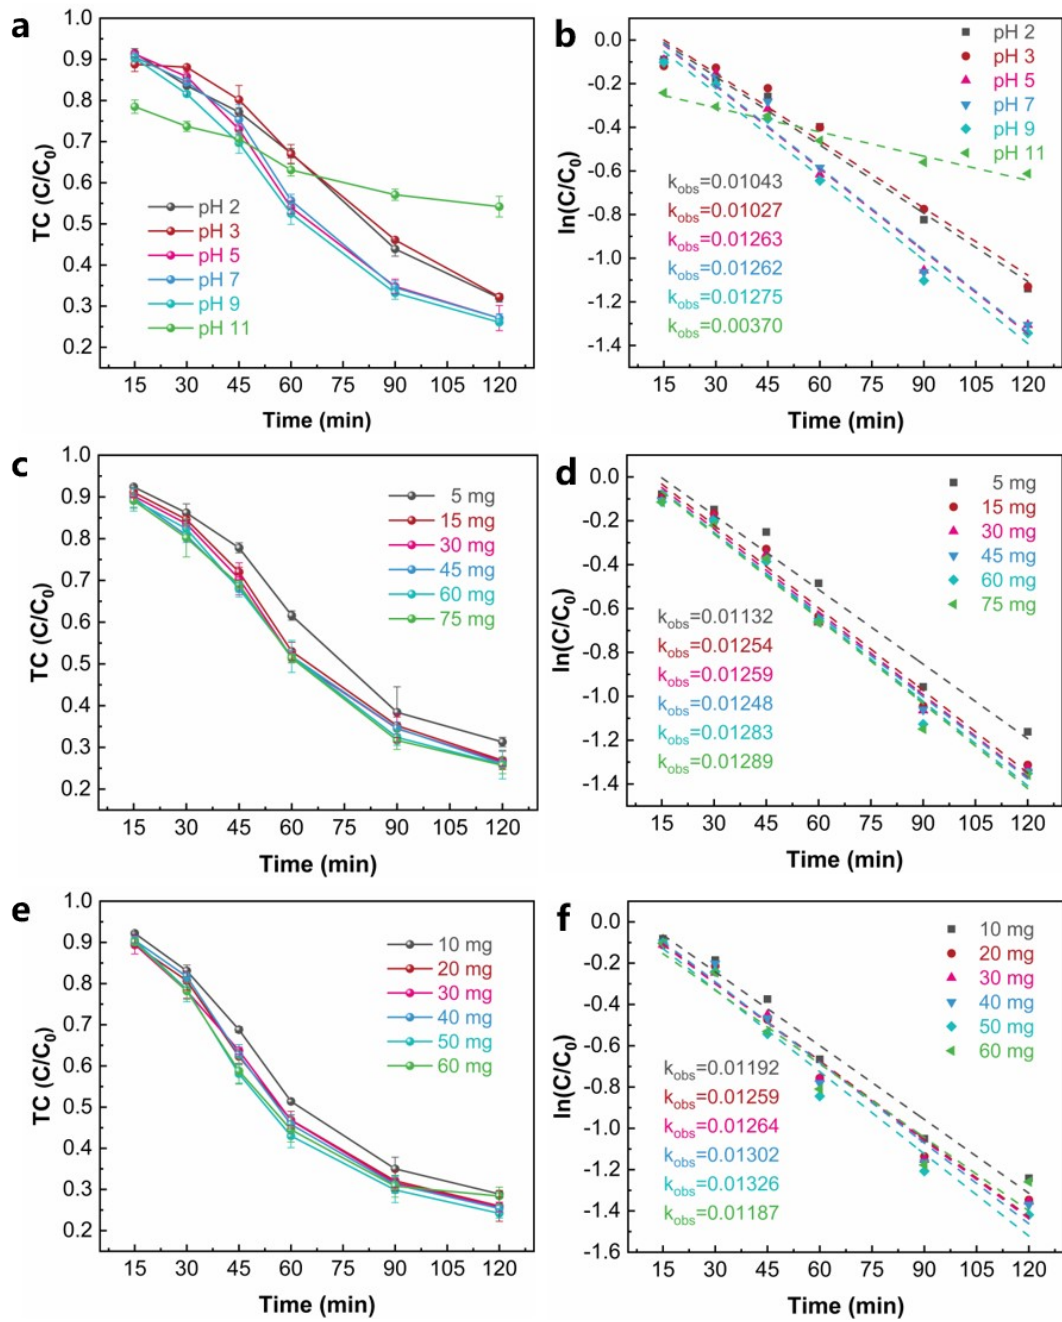 a
TC (C/C0)
1.0
0.9
0.8
0.7
0.6
0.5
0.4
0.3
0.2
pH 2
pH 3
pH 5
pH 7
pH 9
pH 11
15 30 45 60 75 90 105 120
Time (min)
b
ln(C/C0)
0.0
-0.2
-0.4
-0.6
-0.8
-1.0
-1.2
-1.4
pH 2
pH 3
pH 5
pH 7
pH 9
pH 11
kobs=0.01043
kobs=0.01027
kobs=0.01263
kobs=0.01262
kobs=0.01275
kobs=0.00370
15 30 45 60 75 90 105 120
Time (min)
c
TC (C/C0)
1.0
0.9
0.8
0.7
0.6
0.5
0.4
0.3
0.2
5 mg
15 mg
30 mg
45 mg
60 mg
75 mg
15 30 45 60 75 90 105 120
Time (min)
d
ln(C/C0)
0.0
-0.2
-0.4
-0.6
-0.8
-1.0
-1.2
-1.4
5 mg
15 mg
30 mg
45 mg
60 mg
75 mg
kobs=0.01132
kobs=0.01254
kobs=0.01259
kobs=0.01248
kobs=0.01283
kobs=0.01289
15 30 45 60 75 90 105 120
Time (min)
e
TC (C/C0)
1.0
0.9
0.8
0.7
0.6
0.5
0.4
0.3
0.2
10 mg
20 mg
30 mg
40 mg
50 mg
60 mg
15 30 45 60 75 90 105 120
Time (min)
f
ln(C/C0)
0.0
-0.2
-0.4
-0.6
-0.8
-1.0
-1.2
-1.4
-1.6
10 mg
20 mg
30 mg
40 mg
50 mg
60 mg
kobs=0.01192
kobs=0.01259
kobs=0.01264
kobs=0.01302
kobs=0.01326
kobs=0.01187
15 30 45 60 75 90 105 120
Time (min)